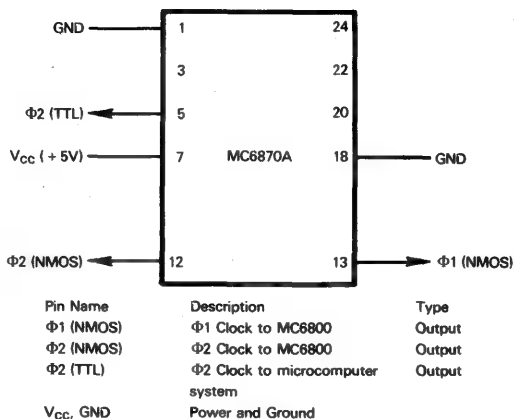 GND 1 24
3 22
Φ2 (TTL) 5 20
VCC (+5V) 7 MC6870A 18 GND
Φ2 (NMOS) 12 13 Φ1 (NMOS)
Pin Name Description Type
Φ1 (NMOS) Φ1 Clock to MC6800 Output
Φ2 (NMOS) Φ2 Clock to MC6800 Output
Φ2 (TTL) Φ2 Clock to microcomputer Output
system
VCC, GND Power and Ground